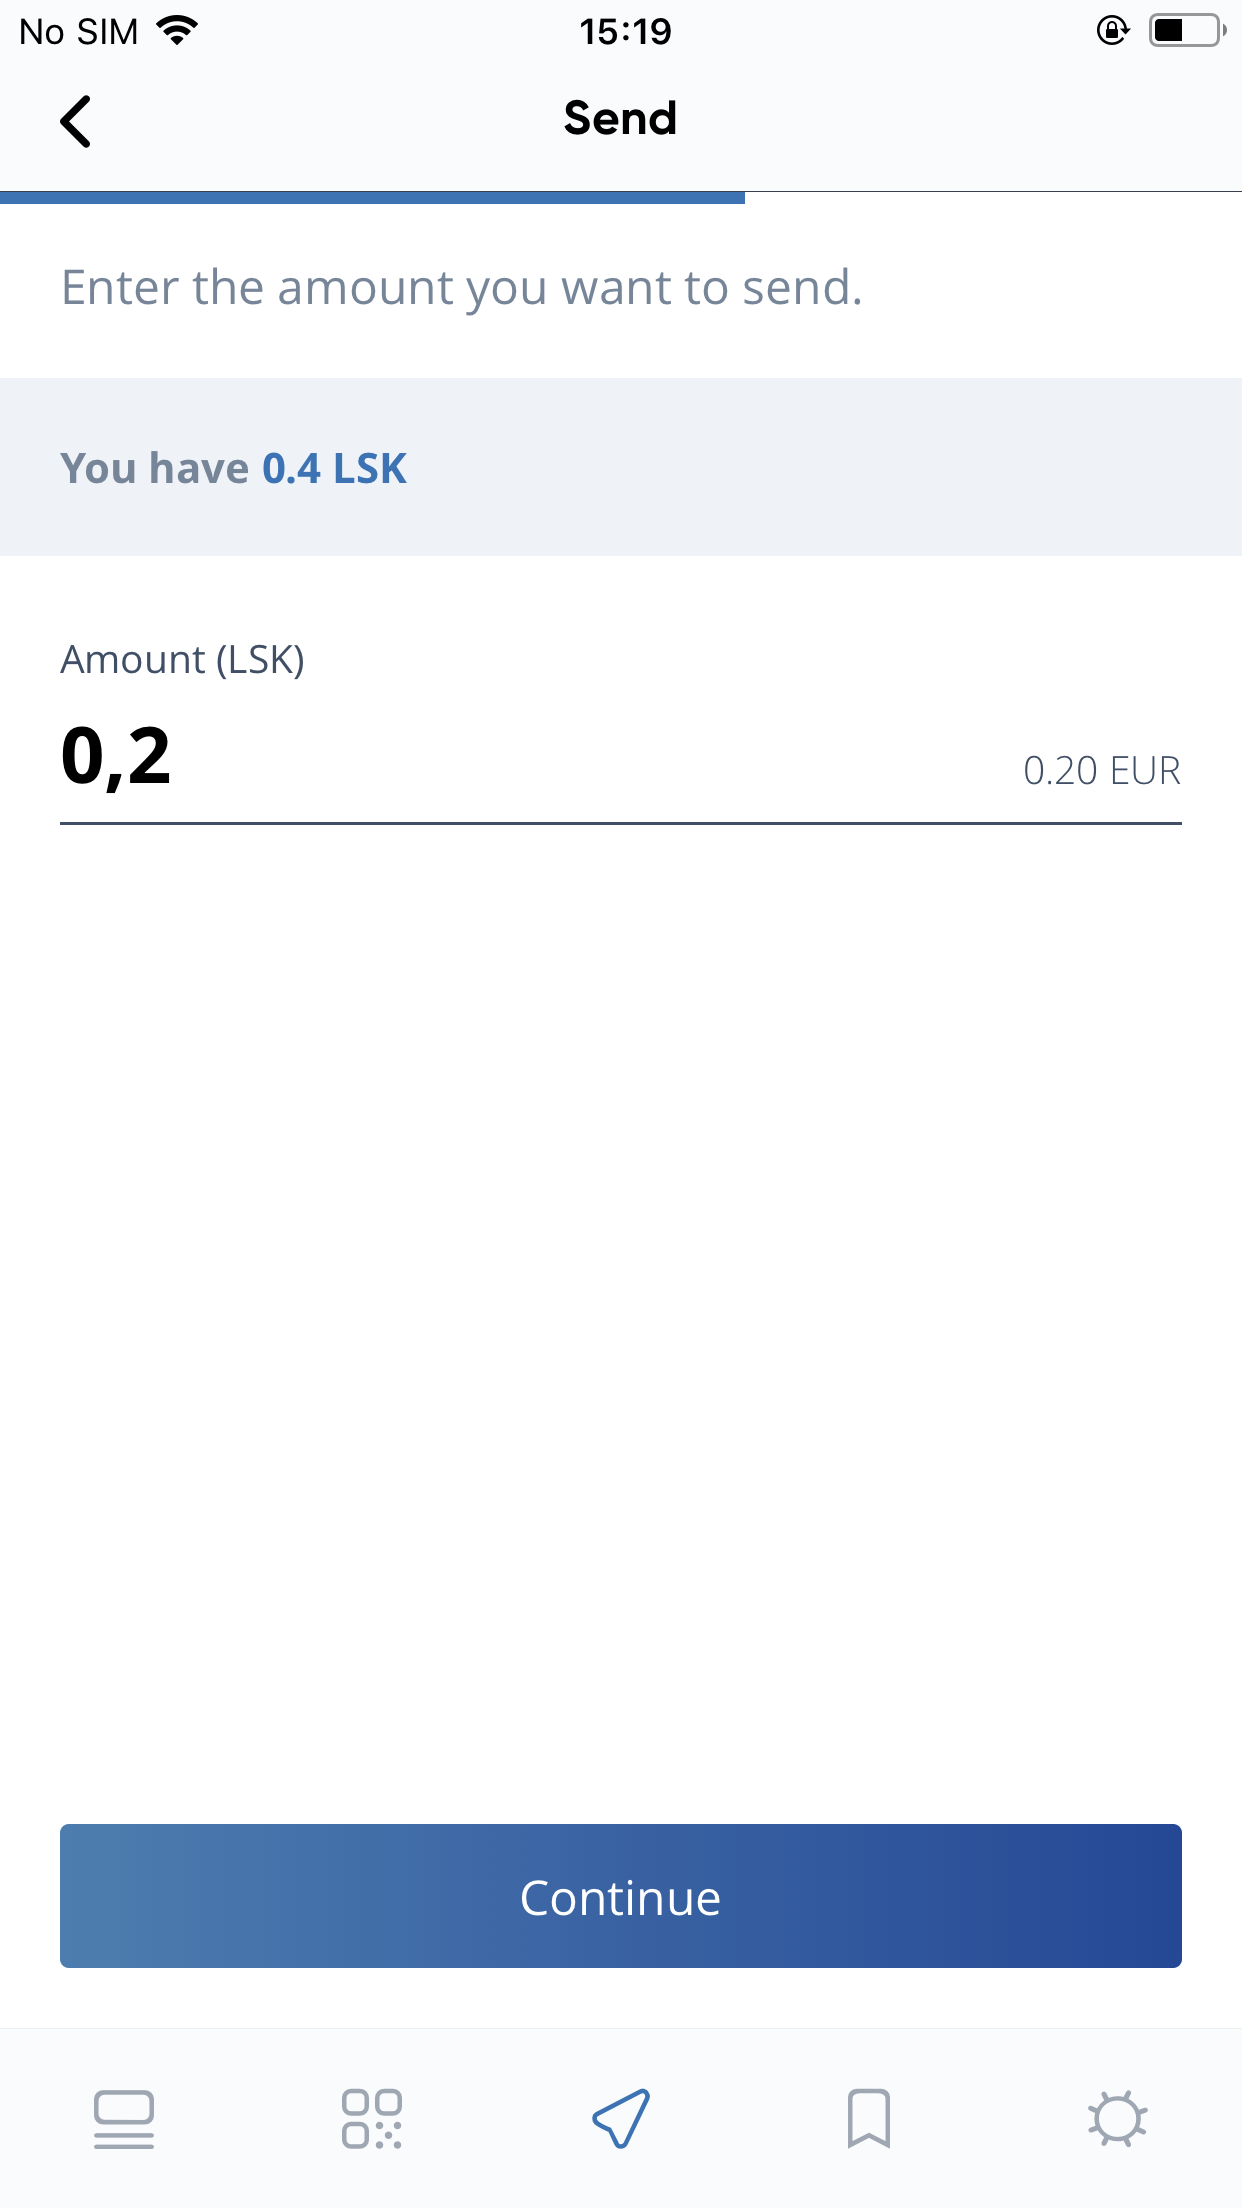 No SIM 15:19
Send
Enter the amount you want to send.
You have 0.4 LSK
Amount (LSK)
0,2 0.20 EUR
Continue